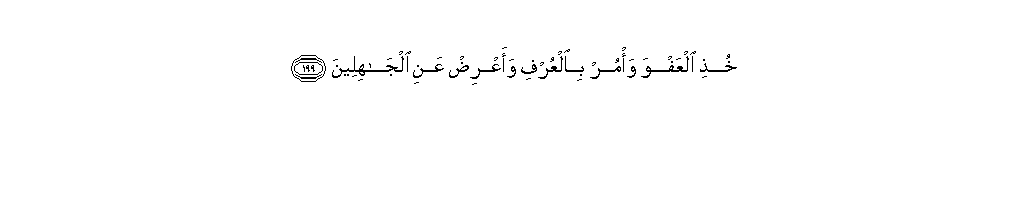 خُذِ ٱلْعَفْوَ وَأْمُرْ بِٱلْعُرْفِ وَأَعْرِضْ عَنِ ٱلْجَـٰهِلِينَ ١٩٩